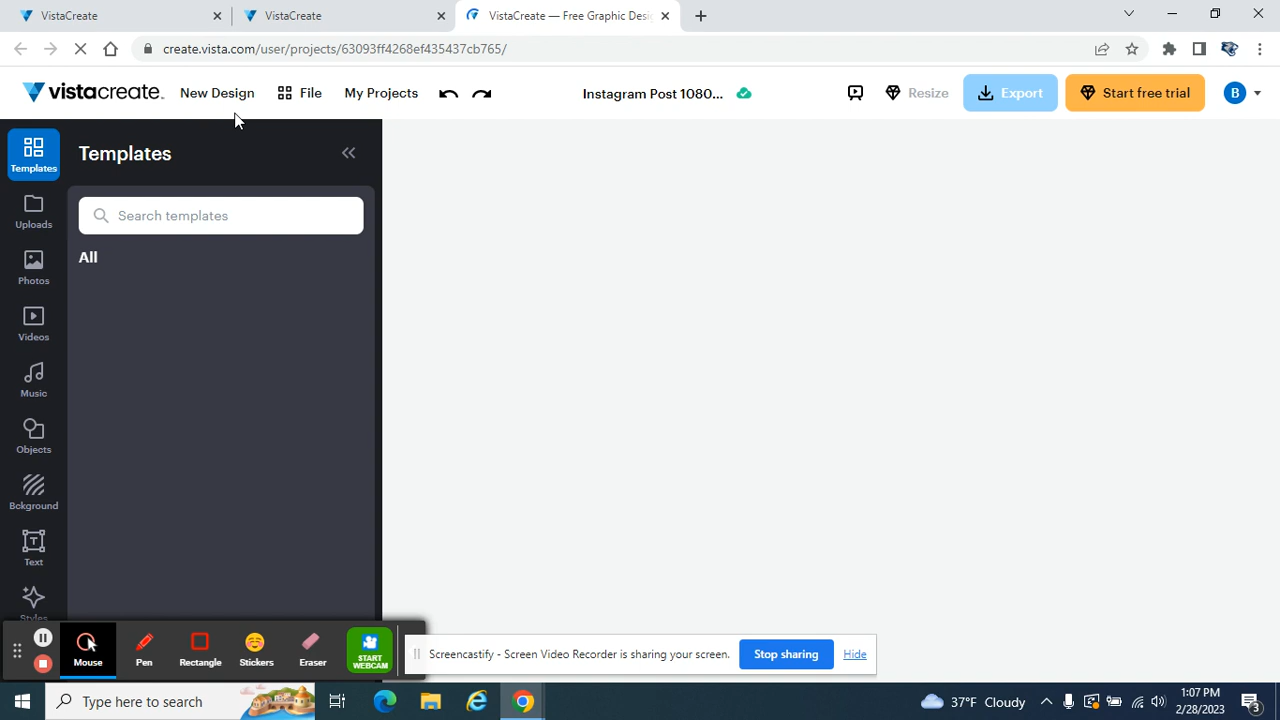 VistaCreate
VistaCreate
VistaCreate — Free Graphic Desi
create.vista.com/user/projects/63093ff4268ef435437cb765/
vistacreate.
New Design
File
My Projects
Instagram Post 1080...
Resize
Export
Start free trial
B
Templates
Templates
Search templates
All
Uploads
Photos
Videos
Music
Objects
Bckground
Text
Styles
Mouse
Pen
Rectangle
Stickers
Eraser
START
WEBCAM
Screencastify - Screen Video Recorder is sharing your screen.
Stop sharing
Hide
Type here to search
37°F Cloudy
1:07 PM
2/28/2023
3